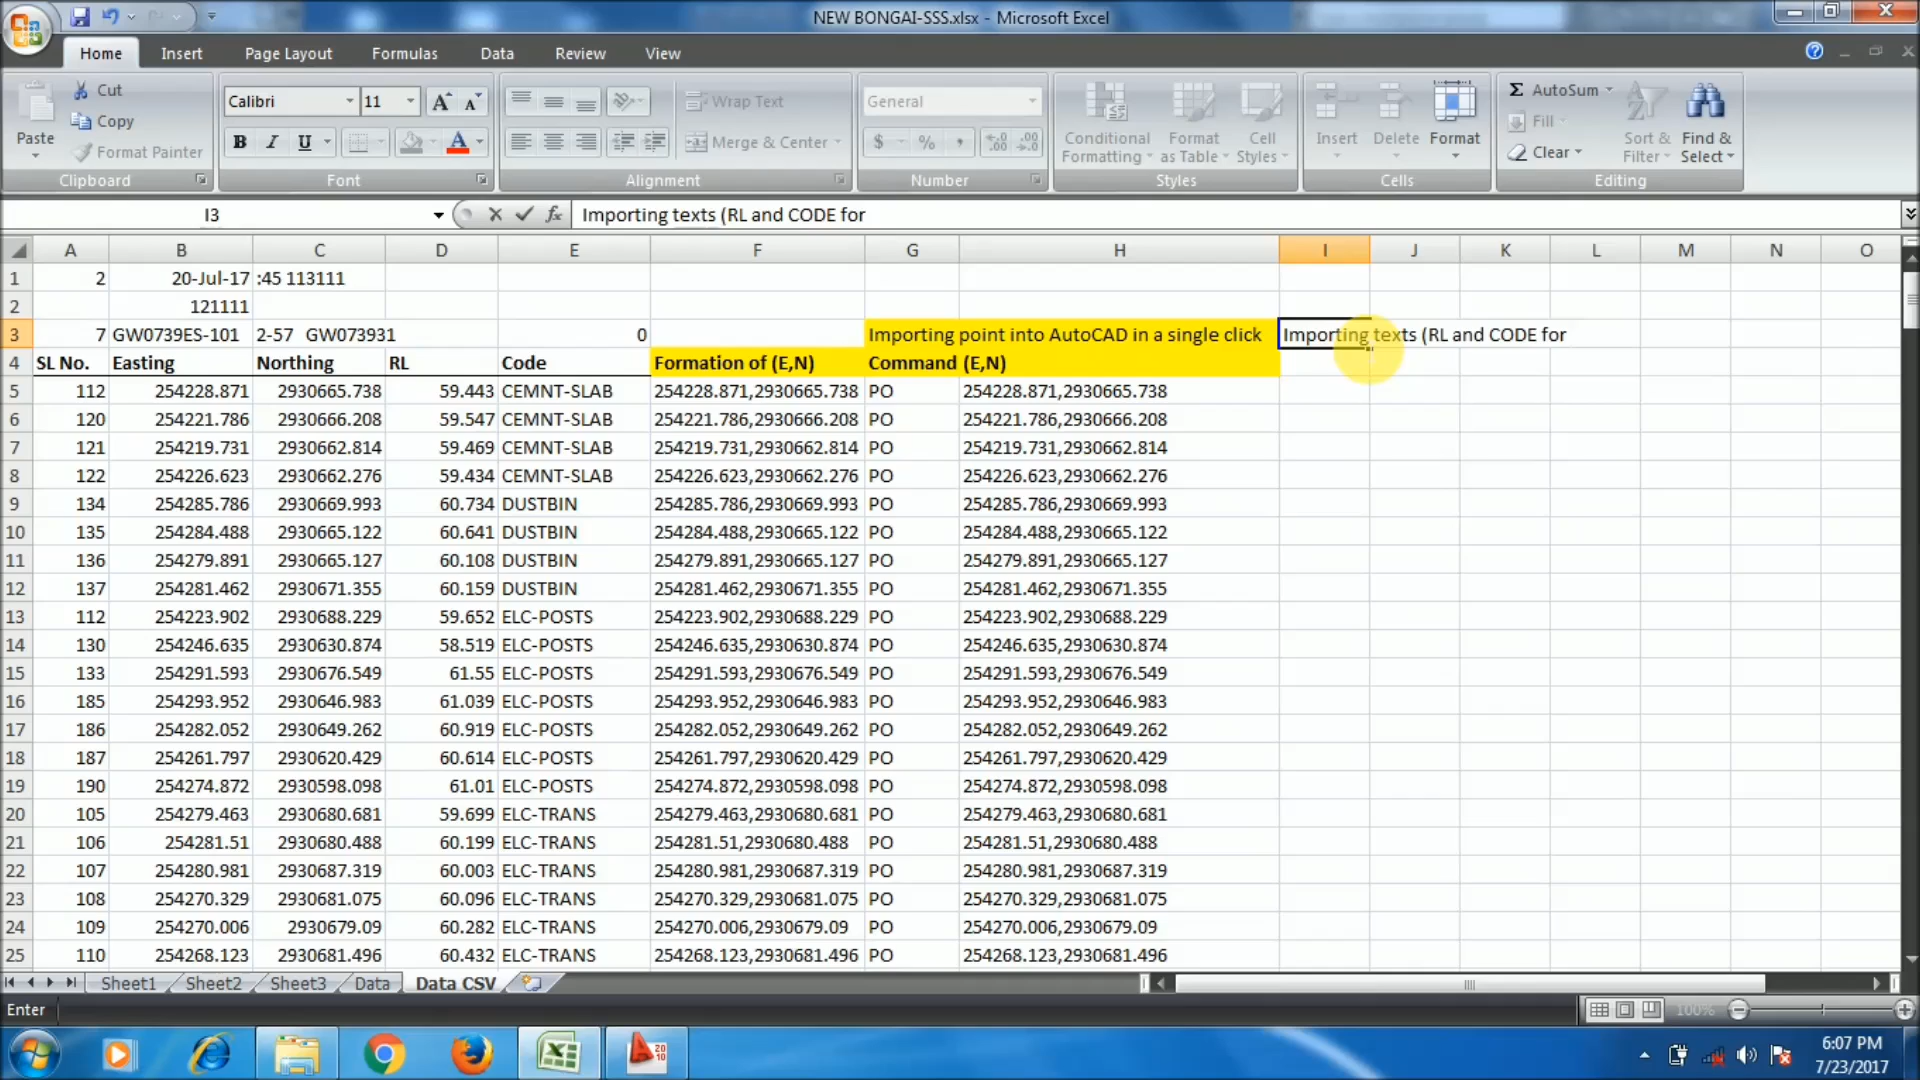 NEW BONGAI-SSS.xlsx - Microsoft Excel
Home Insert Page Layout Formulas Data Review View
Paste Cut Copy Format Painter Clipboard
Calibri 11 A A B I U A Font
Wrap Text Merge & Center Alignment
General $ % , Number
Conditional Formatting Format as Table Cell Styles Styles
Insert Delete Format Cells
Σ AutoSum Fill Clear Sort & Filter Find & Select Editing
I3 fx Importing texts (RL and CODE for
A B C D E F G H I J K L M N O
1 2 20-Jul-17 :45 113111
2 121111
3 7 GW0739ES-101 2-57 GW073931 0 Importing point into AutoCAD in a single click Importing texts (RL and CODE for
4 SL No. Easting Northing RL Code Formation of (E,N) Command (E,N)
5 112 254228.871 2930665.738 59.443 CEMNT-SLAB 254228.871,2930665.738 PO 254228.871,2930665.738
6 120 254221.786 2930666.208 59.547 CEMNT-SLAB 254221.786,2930666.208 PO 254221.786,2930666.208
7 121 254219.731 2930662.814 59.469 CEMNT-SLAB 254219.731,2930662.814 PO 254219.731,2930662.814
8 122 254226.623 2930662.276 59.434 CEMNT-SLAB 254226.623,2930662.276 PO 254226.623,2930662.276
9 134 254285.786 2930669.993 60.734 DUSTBIN 254285.786,2930669.993 PO 254285.786,2930669.993
10 135 254284.488 2930665.122 60.641 DUSTBIN 254284.488,2930665.122 PO 254284.488,2930665.122
11 136 254279.891 2930665.127 60.108 DUSTBIN 254279.891,2930665.127 PO 254279.891,2930665.127
12 137 254281.462 2930671.355 60.159 DUSTBIN 254281.462,2930671.355 PO 254281.462,2930671.355
13 112 254223.902 2930688.229 59.652 ELC-POSTS 254223.902,2930688.229 PO 254223.902,2930688.229
14 130 254246.635 2930630.874 58.519 ELC-POSTS 254246.635,2930630.874 PO 254246.635,2930630.874
15 133 254291.593 2930676.549 61.55 ELC-POSTS 254291.593,2930676.549 PO 254291.593,2930676.549
16 185 254293.952 2930646.983 61.039 ELC-POSTS 254293.952,2930646.983 PO 254293.952,2930646.983
17 186 254282.052 2930649.262 60.919 ELC-POSTS 254282.052,2930649.262 PO 254282.052,2930649.262
18 187 254261.797 2930620.429 60.614 ELC-POSTS 254261.797,2930620.429 PO 254261.797,2930620.429
19 190 254274.872 2930598.098 61.01 ELC-POSTS 254274.872,2930598.098 PO 254274.872,2930598.098
20 105 254279.463 2930680.681 59.699 ELC-TRANS 254279.463,2930680.681 PO 254279.463,2930680.681
21 106 254281.51 2930680.488 60.199 ELC-TRANS 254281.51,2930680.488 PO 254281.51,2930680.488
22 107 254280.981 2930687.319 60.003 ELC-TRANS 254280.981,2930687.319 PO 254280.981,2930687.319
23 108 254270.329 2930681.075 60.096 ELC-TRANS 254270.329,2930681.075 PO 254270.329,2930681.075
24 109 254270.006 2930679.09 60.282 ELC-TRANS 254270.006,2930679.09 PO 254270.006,2930679.09
25 110 254268.123 2930681.496 60.432 ELC-TRANS 254268.123,2930681.496 PO 254268.123,2930681.496
Sheet1 Sheet2 Sheet3 Data Data CSV
Enter 100%
2010
6:07 PM
7/23/2017